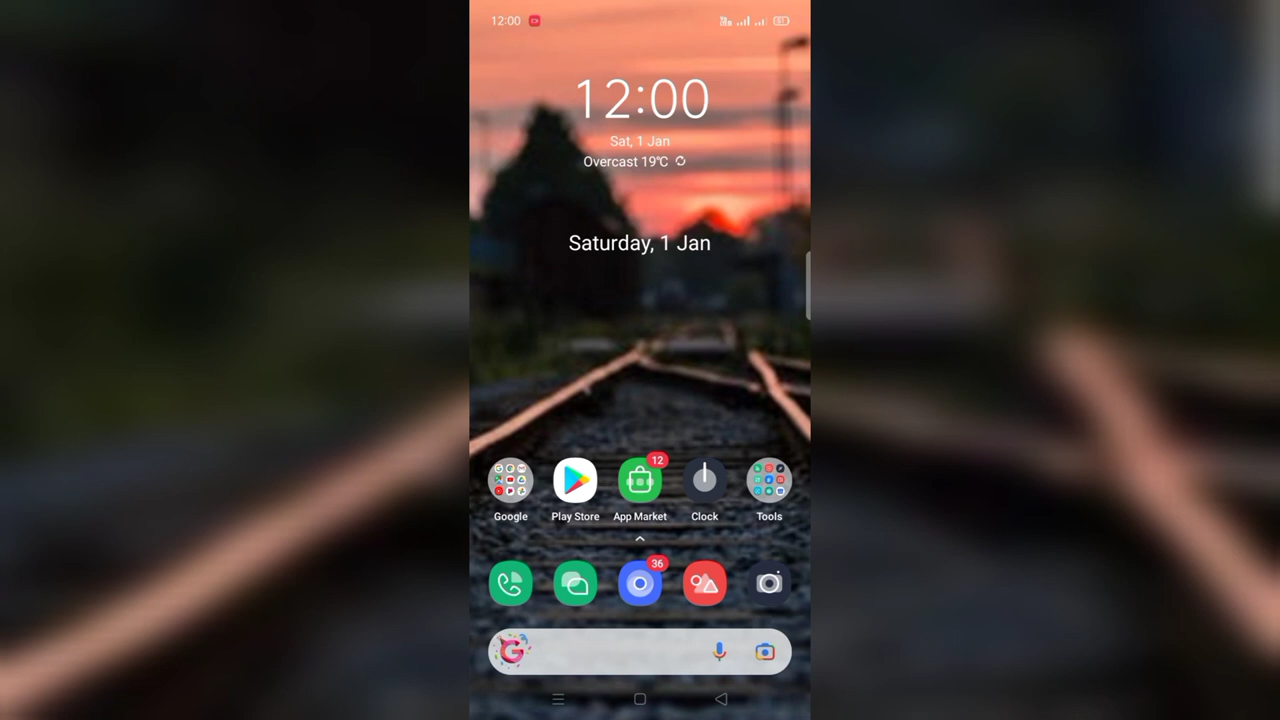 12:00
12:00
Sat, 1 Jan
Overcast 19℃
Saturday, 1 Jan
12
Google
Play Store
App Market
Clock
Tools
36